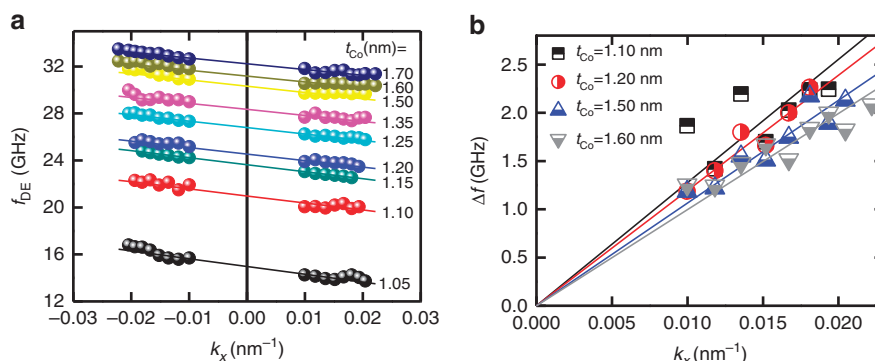 a
t_Co(nm)=
32
28
24
20
16
12
f_DE (GHz)
1.70
1.50
1.35
1.25
1.20
1.15
1.10
1.05
−0.03 −0.02 −0.01 0.00 0.01 0.02 0.03
k_x(nm⁻¹)
b
t_Co=1.10 nm
t_Co=1.20 nm
t_Co=1.50 nm
t_Co=1.60 nm
2.5
2.0
1.5
1.0
0.5
0.0
Δf (GHz)
0.000 0.005 0.010 0.015 0.020
k_x(nm⁻¹)